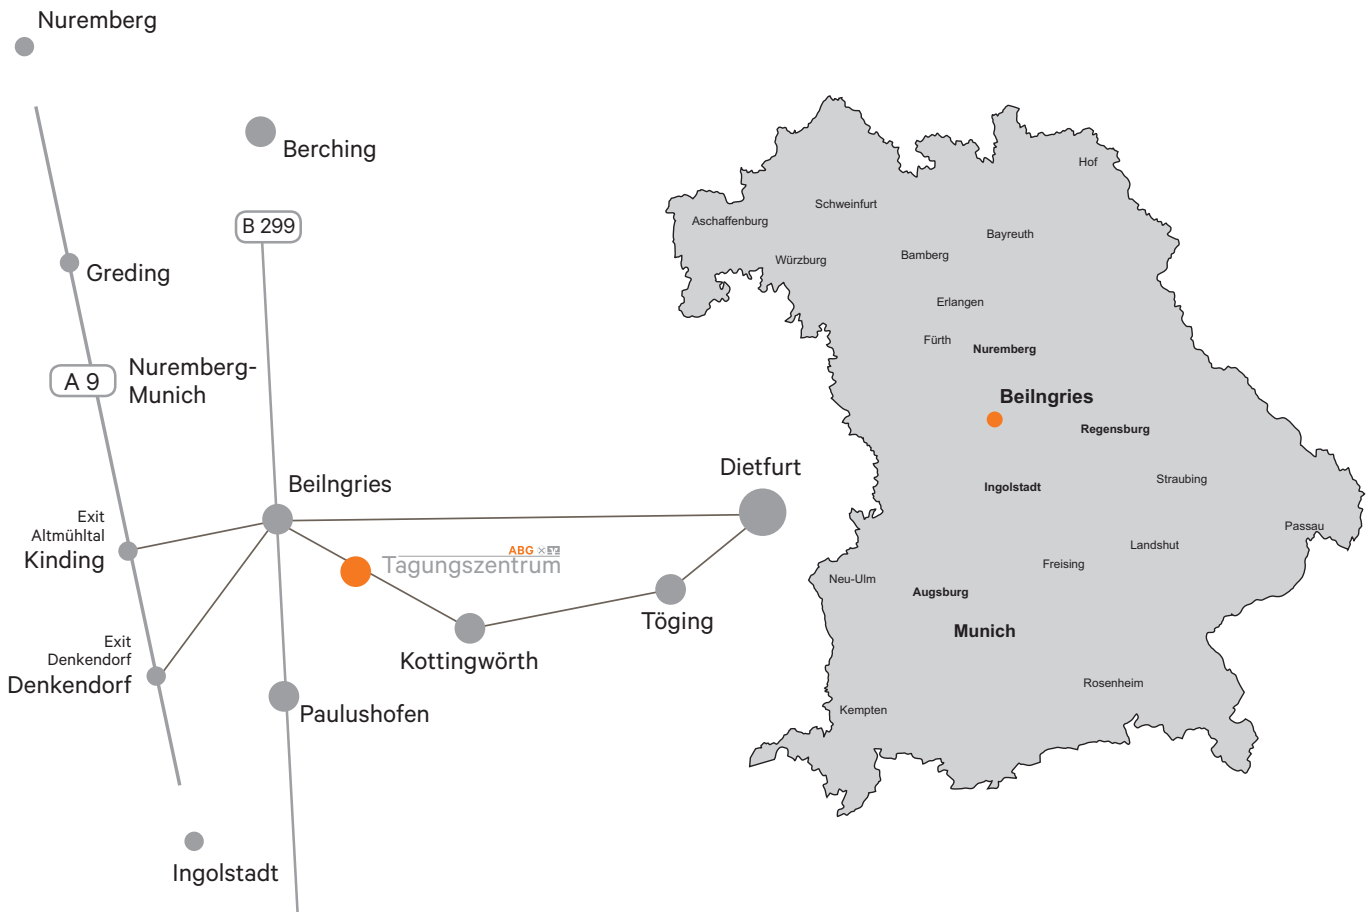 Nuremberg
Berching
B 299
Greding
A 9
Nuremberg-
Munich
Beilngries
Dietfurt
Exit
Altmühltal
Kinding
ABG
Tagungszentrum
Töging
Exit
Denkendorf
Denkendorf
Kottingwörth
Paulushofen
Ingolstadt
Hof
Schweinfurt
Aschaffenburg
Bayreuth
Bamberg
Würzburg
Erlangen
Fürth
Nuremberg
Beilngries
Regensburg
Straubing
Ingolstadt
Passau
Landshut
Freising
Neu-Ulm
Augsburg
Munich
Rosenheim
Kempten